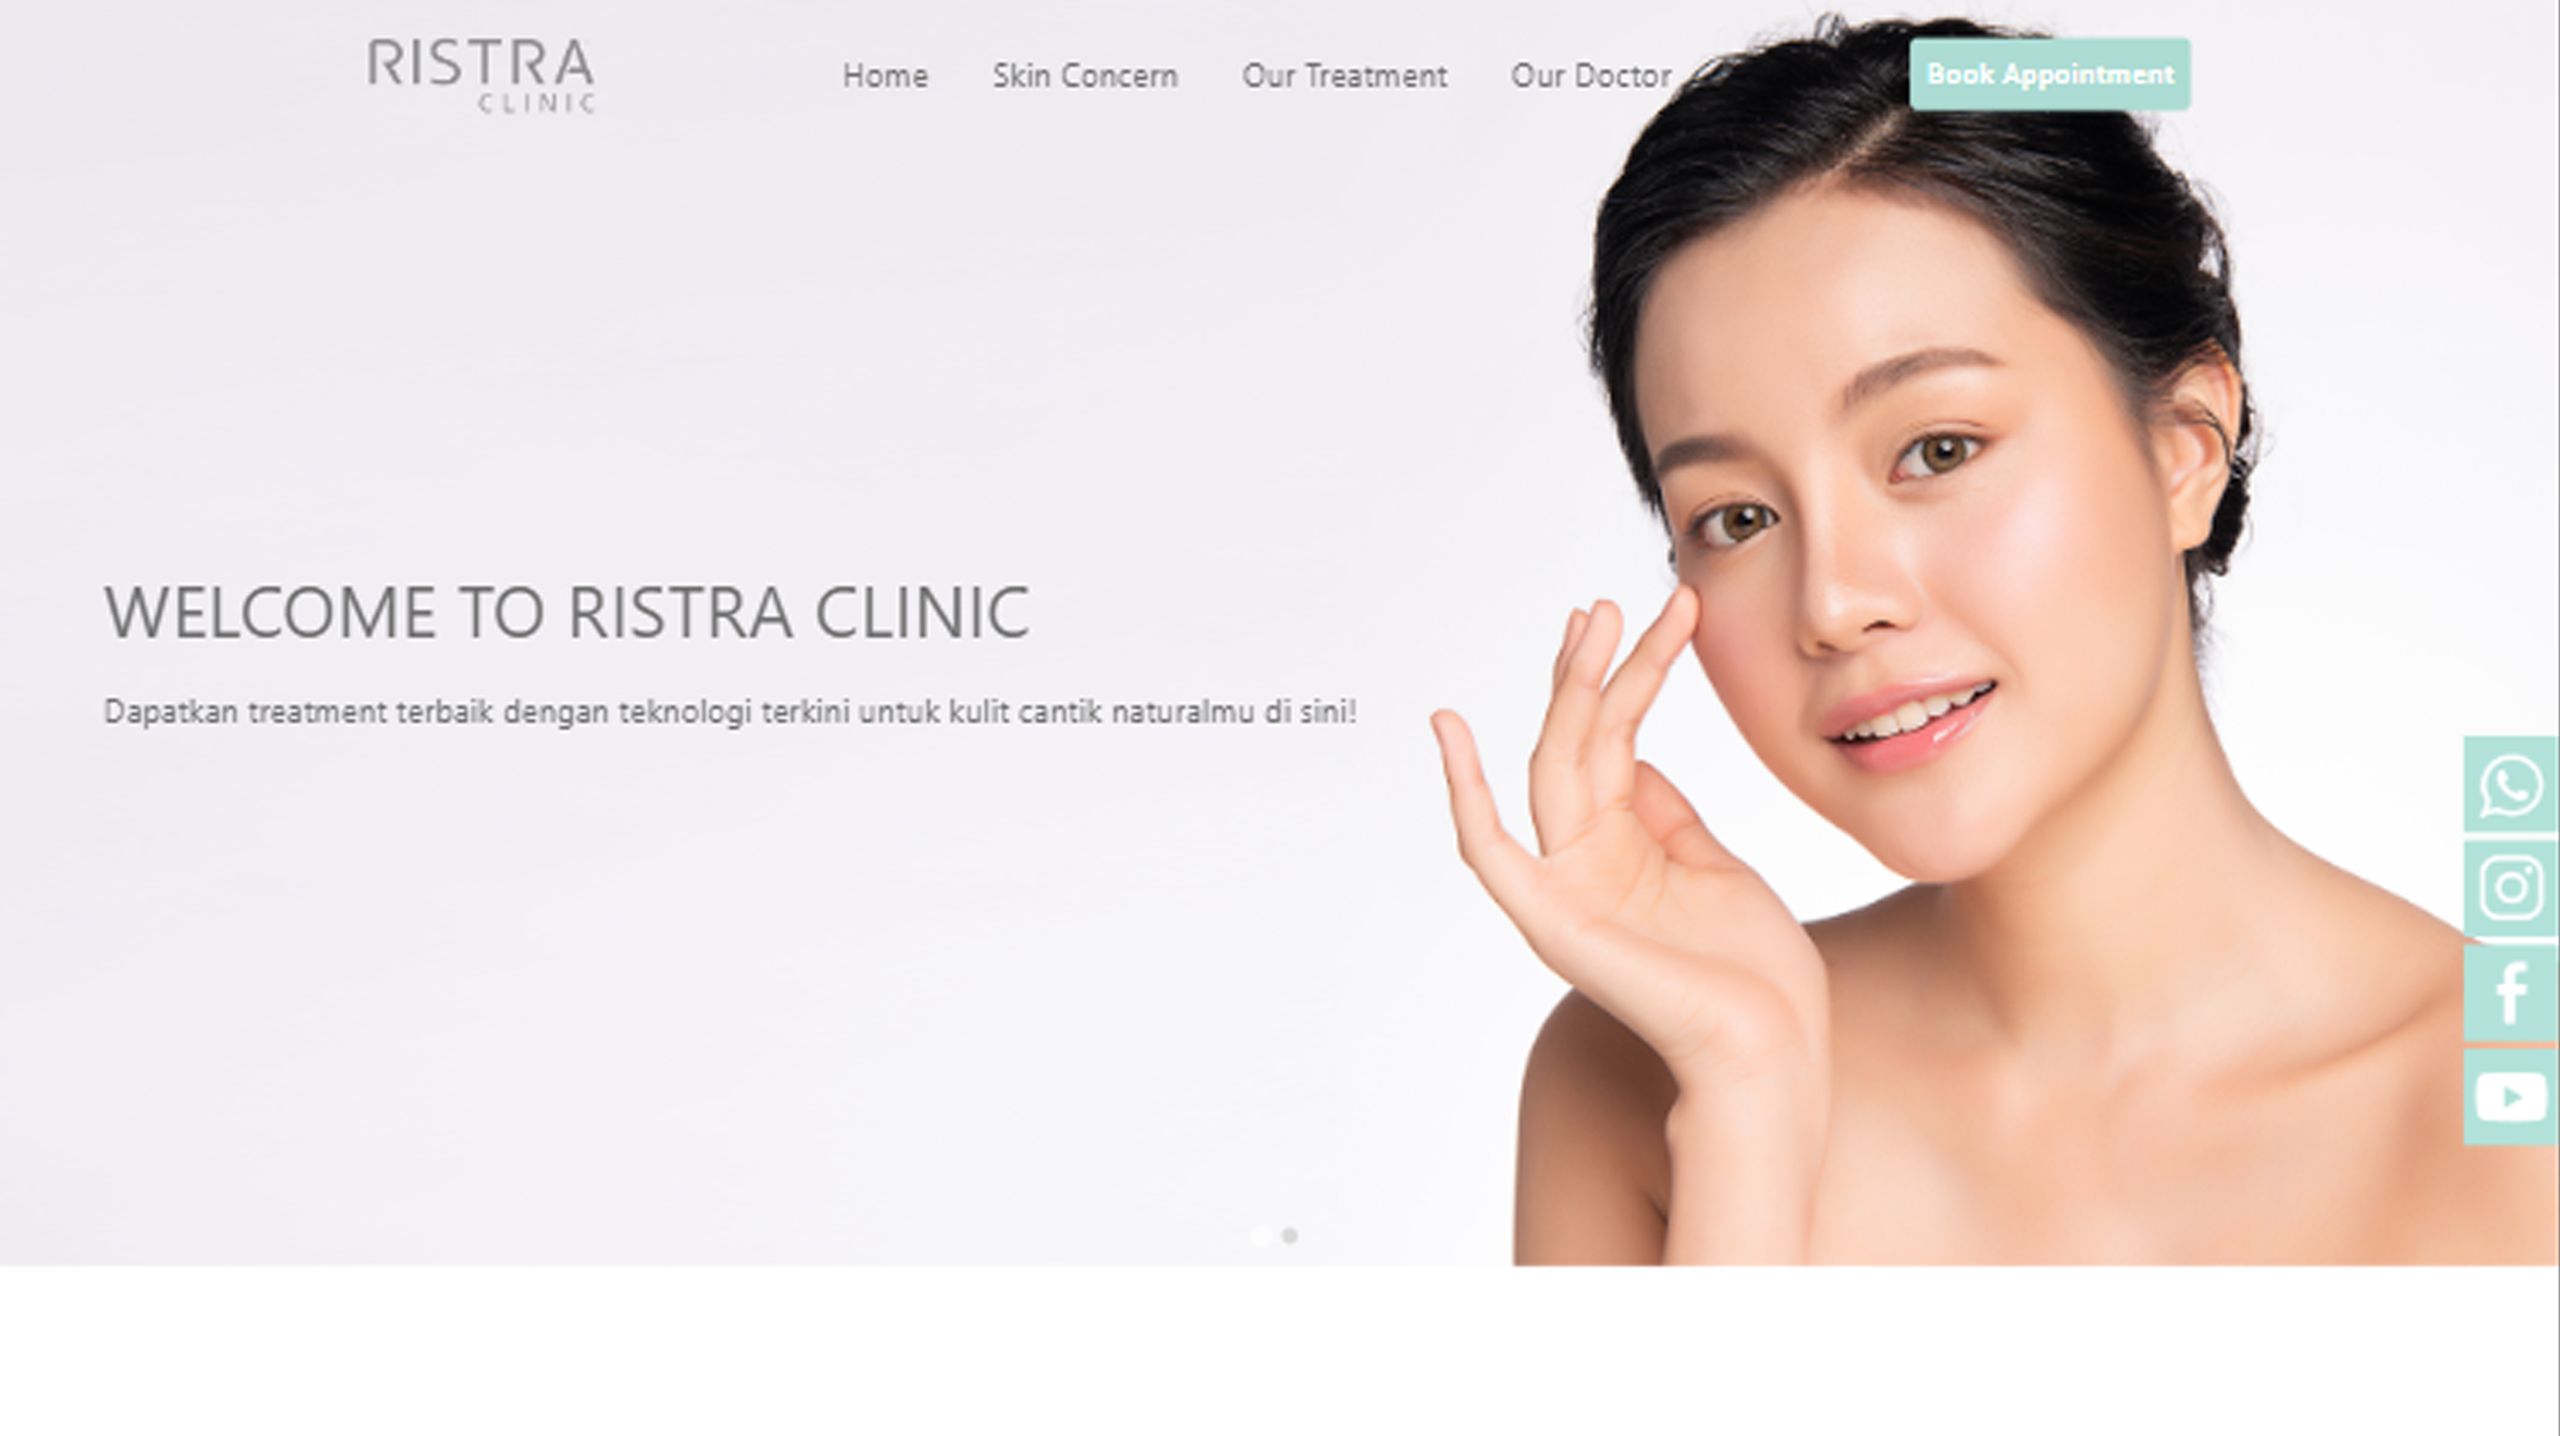 RISTRA
CLINIC
Home
Skin Concern
Our Treatment
Our Doctor
Book Appointment
WELCOME TO RISTRA CLINIC
Dapatkan treatment terbaik dengan teknologi terkini untuk kulit cantik naturalmu di sini!